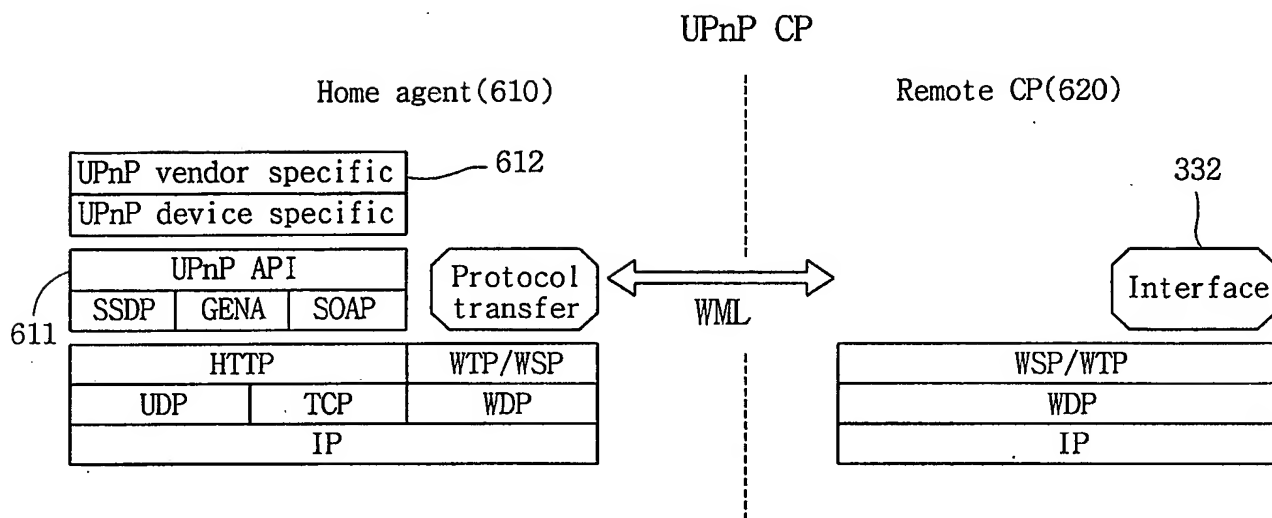 UPnP CP
Home agent(610)
Remote CP(620)
UPnP vendor specific
612
UPnP device specific
332
UPnP API
Protocol
transfer
Interface
SSDP
GENA
SOAP
WML
611
HTTP
WTP/WSP
WSP/WTP
UDP
TCP
WDP
WDP
IP
IP